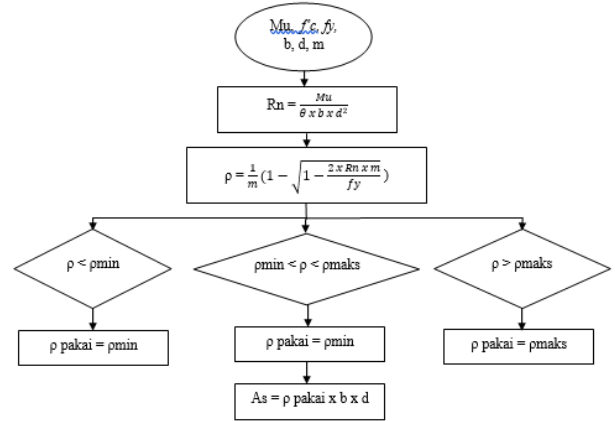 Mu, f'c, fy,
b, d, m
Rn = Mu / θ x b x d²
ρ = 1/m (1 − √(1 − 2 x Rn x m / fy))
ρ < ρmin
ρmin < ρ < ρmaks
ρ > ρmaks
ρ pakai = ρmin
ρ pakai = ρmin
ρ pakai = ρmaks
As = ρ pakai x b x d